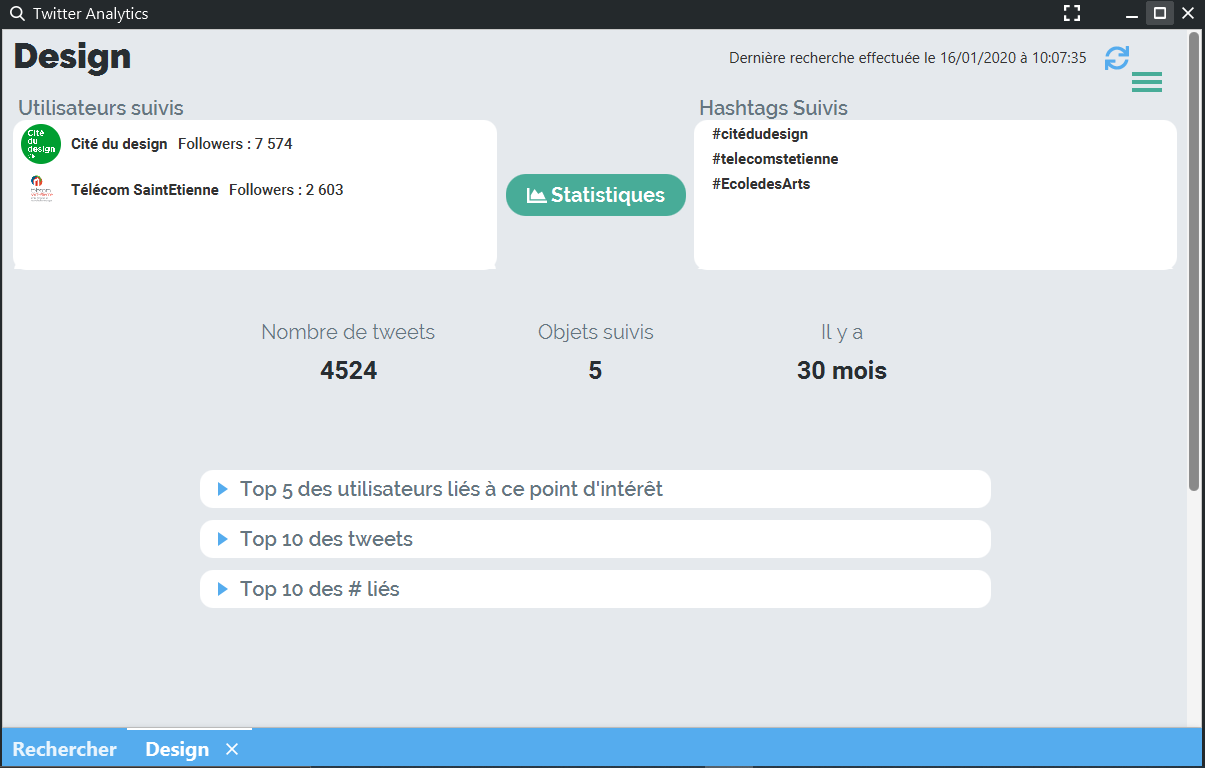 Twitter Analytics
Design
Dernière recherche effectuée le 16/01/2020 à 10:07:35
Utilisateurs suivis
Hashtags Suivis
Cité
du
design
Cité du design Followers : 7 574
Télécom SaintEtienne Followers : 2 603
Statistiques
#citédudesign
#telecomstetienne
#EcoledesArts
Nombre de tweets
Objets suivis
Il y a
4524
5
30 mois
Top 5 des utilisateurs liés à ce point d'intérêt
Top 10 des tweets
Top 10 des # liés
Rechercher
Design